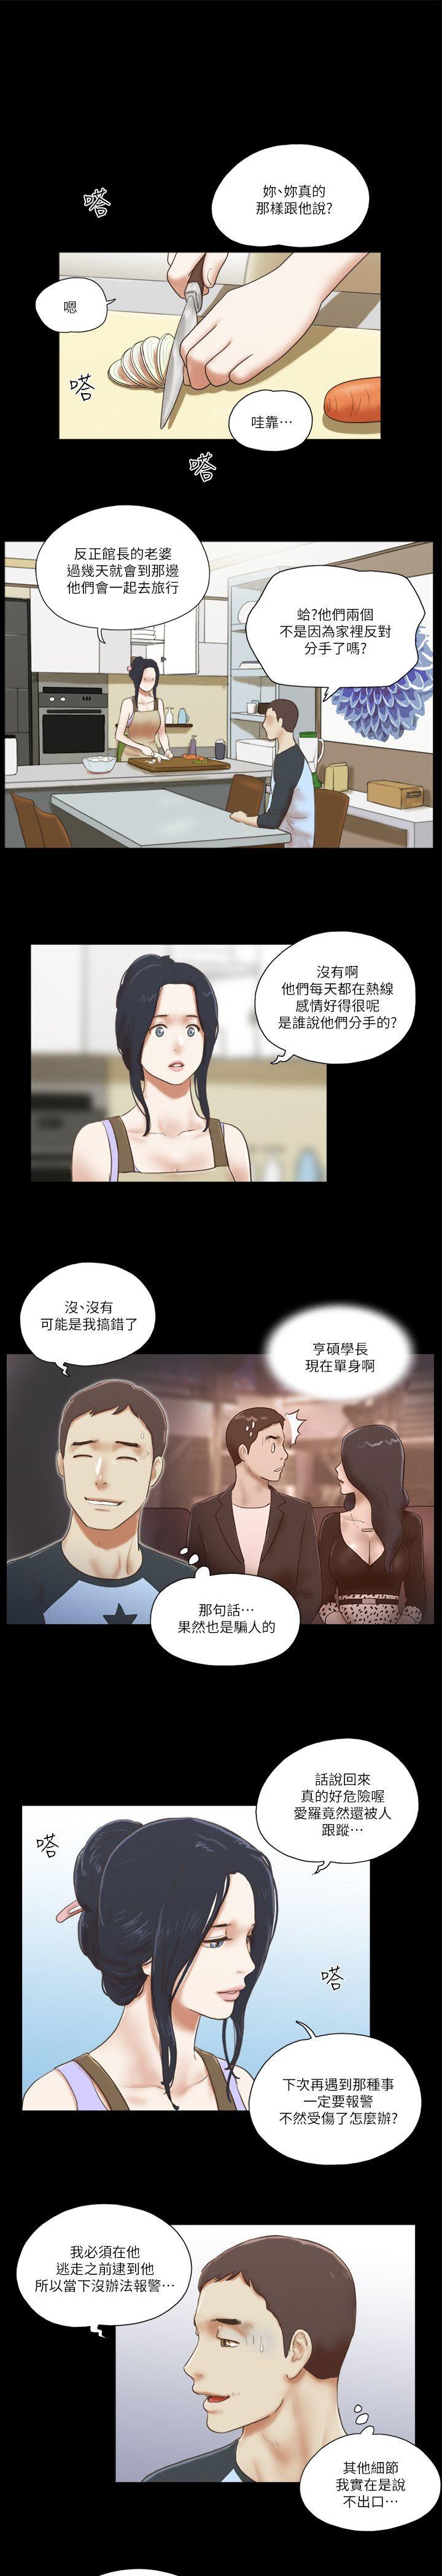 妳、妳真的
那樣跟他說?
嗒
嗯
嗒
哇靠…
嗒
反正館長的老婆
過幾天就會到那邊
他們會一起去旅行
蛤?他們兩個
不是因為家裡反對
分手了嗎?
沒有啊
他們每天都在熱線
感情好得很呢
是誰說他們分手的?
沒、沒有
可能是我搞錯了
亨碩學長
現在單身啊
那句話…
果然也是騙人的
話說回來
真的好危險喔
愛羅竟然還被人
跟蹤…
嗒
嗒
下次再遇到那種事
一定要報警
不然受傷了怎麼辦?
我必須在他
逃走之前逮到他
所以當下沒辦法報警…
其他細節
我實在是說
不出口…